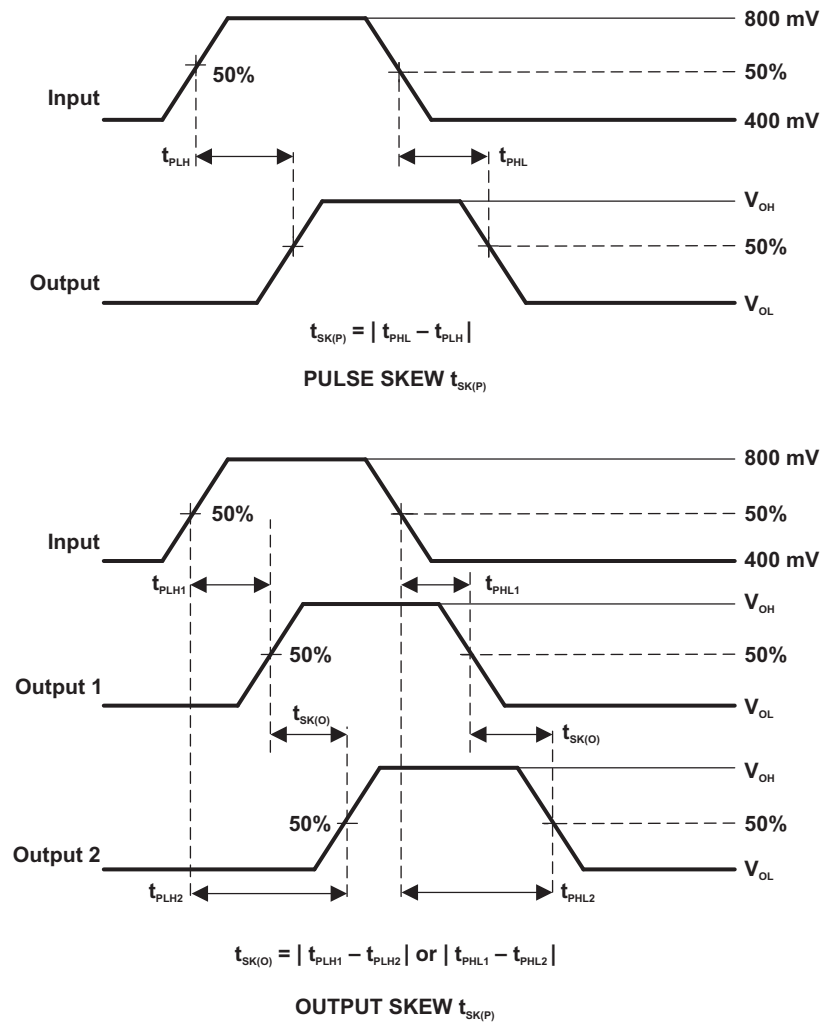 800 mV
50%
50%
Input
400 mV
tPLH
tPHL
VOH
50%
Output
VOL
tSK(P) = | tPHL – tPLH |
PULSE SKEW tSK(P)
800 mV
50%
50%
Input
400 mV
tPLH1
tPHL1
VOH
50%
50%
Output 1
VOL
tSK(O)
tSK(O)
VOH
50%
50%
Output 2
VOL
tPLH2
tPHL2
tSK(O) = | tPLH1 – tPLH2 | or | tPHL1 – tPHL2 |
OUTPUT SKEW tSK(P)